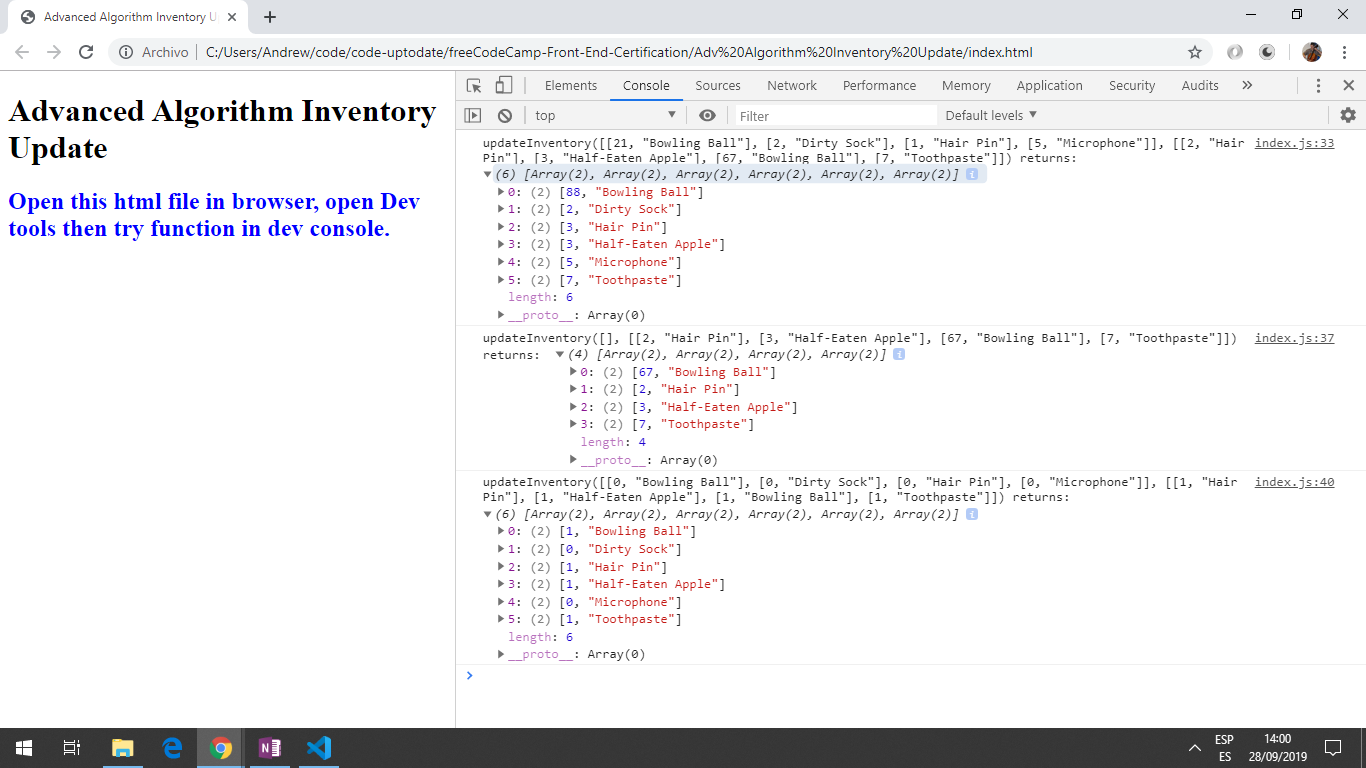 Advanced Algorithm Inventory U
Archivo C:/Users/Andrew/code/code-uptodate/freeCodeCamp-Front-End-Certification/Adv%20Algorithm%20Inventory%20Update/index.html
Advanced Algorithm Inventory
Update
Open this html file in browser, open Dev
tools then try function in dev console.
Elements Console Sources Network Performance Memory Application Security Audits »
top Filter Default levels
updateInventory([[21, "Bowling Ball"], [2, "Dirty Sock"], [1, "Hair Pin"], [5, "Microphone"]], [[2, "Hair index.js:33
Pin"], [3, "Half-Eaten Apple"], [67, "Bowling Ball"], [7, "Toothpaste"]]) returns:
(6) [Array(2), Array(2), Array(2), Array(2), Array(2), Array(2)] i
0: (2) [88, "Bowling Ball"]
1: (2) [2, "Dirty Sock"]
2: (2) [3, "Hair Pin"]
3: (2) [3, "Half-Eaten Apple"]
4: (2) [5, "Microphone"]
5: (2) [7, "Toothpaste"]
length: 6
__proto__: Array(0)
updateInventory([], [[2, "Hair Pin"], [3, "Half-Eaten Apple"], [67, "Bowling Ball"], [7, "Toothpaste"]]) index.js:37
returns: (4) [Array(2), Array(2), Array(2), Array(2)] i
0: (2) [67, "Bowling Ball"]
1: (2) [2, "Hair Pin"]
2: (2) [3, "Half-Eaten Apple"]
3: (2) [7, "Toothpaste"]
length: 4
__proto__: Array(0)
updateInventory([[0, "Bowling Ball"], [0, "Dirty Sock"], [0, "Hair Pin"], [0, "Microphone"]], [[1, "Hair index.js:40
Pin"], [1, "Half-Eaten Apple"], [1, "Bowling Ball"], [1, "Toothpaste"]]) returns:
(6) [Array(2), Array(2), Array(2), Array(2), Array(2), Array(2)] i
0: (2) [1, "Bowling Ball"]
1: (2) [0, "Dirty Sock"]
2: (2) [1, "Hair Pin"]
3: (2) [1, "Half-Eaten Apple"]
4: (2) [0, "Microphone"]
5: (2) [1, "Toothpaste"]
length: 6
__proto__: Array(0)
ESP 14:00
ES 28/09/2019